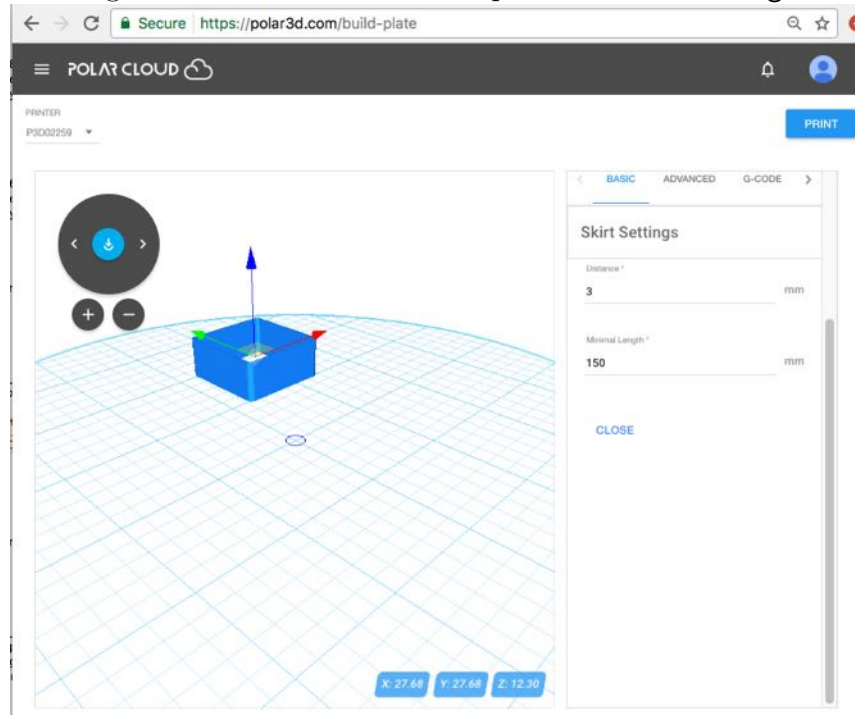 Secure https://polar3d.com/build-plate
POLAR CLOUD
PRINTER
P3D02259
PRINT
BASIC ADVANCED G-CODE
Skirt Settings
Distance *
3 mm
Minimal Length *
150 mm
CLOSE
X: 27.68 Y: 27.68 Z: 12.30